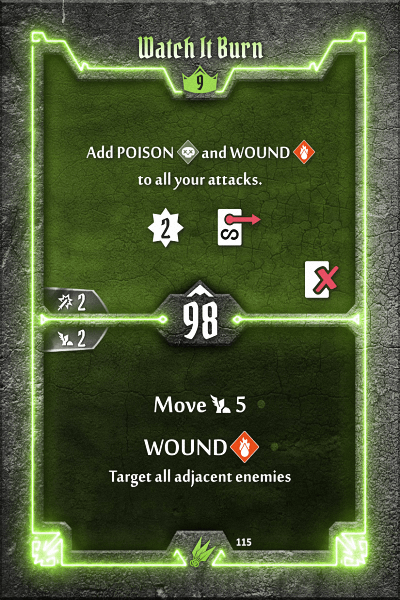 Watch It Burn
9
Add POISON and WOUND
to all your attacks.
2
2
98
2
Move 5
WOUND
Target all adjacent enemies
115